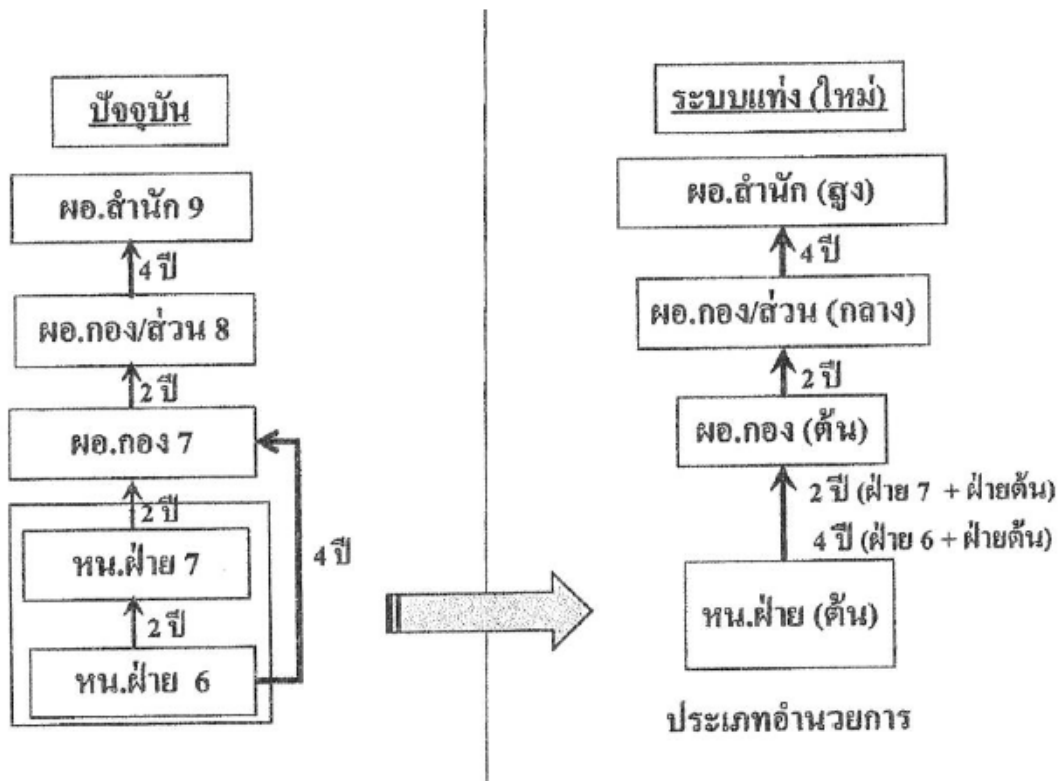 ปัจจุบัน
ผอ.สำนัก 9
4 ปี
ผอ.กอง/ส่วน 8
2 ปี
ผอ.กอง 7
2 ปี
หน.ฝ่าย 7
4 ปี
2 ปี
หน.ฝ่าย 6
ระบบแท่ง (ใหม่)
ผอ.สำนัก (สูง)
4 ปี
ผอ.กอง/ส่วน (กลาง)
2 ปี
ผอ.กอง (ต้น)
2 ปี (ฝ่าย 7 + ฝ่ายต้น)
4 ปี (ฝ่าย 6 + ฝ่ายต้น)
หน.ฝ่าย (ต้น)
ประเภทอำนวยการ